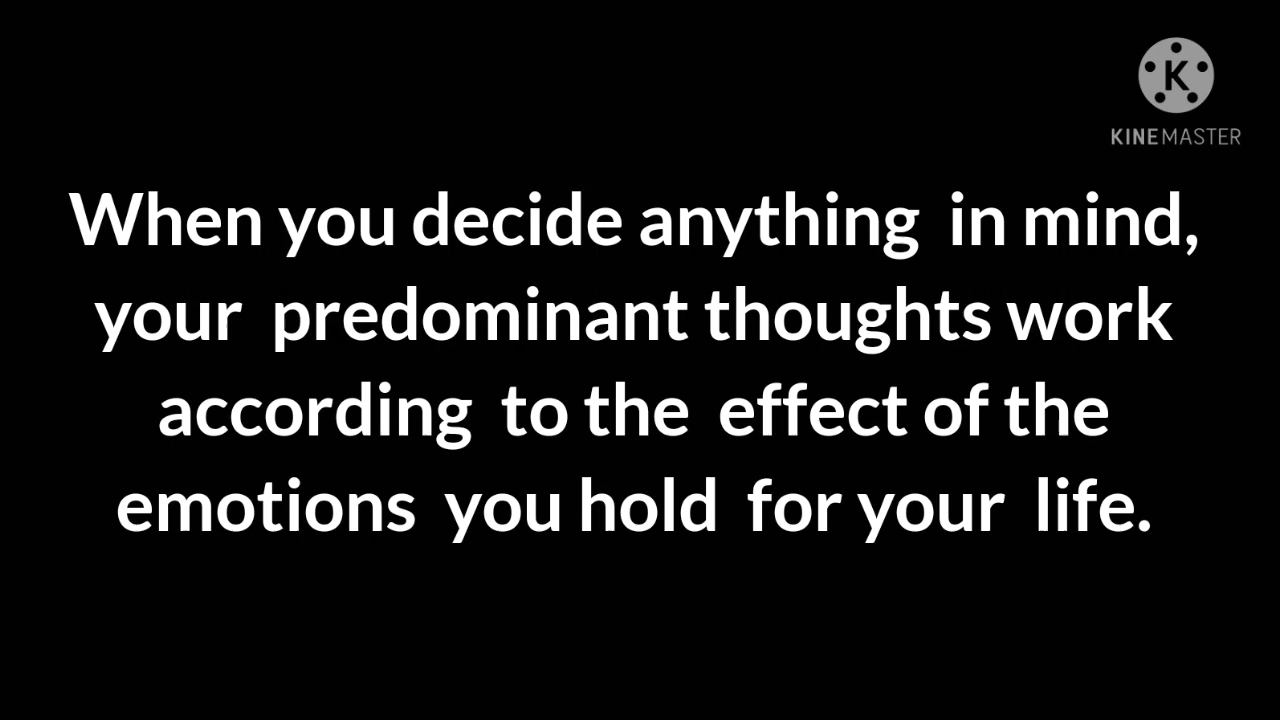 K
KINEMASTER
When you decide anything  in mind,
your  predominant thoughts work
according  to the  effect of the
emotions  you hold  for your  life.